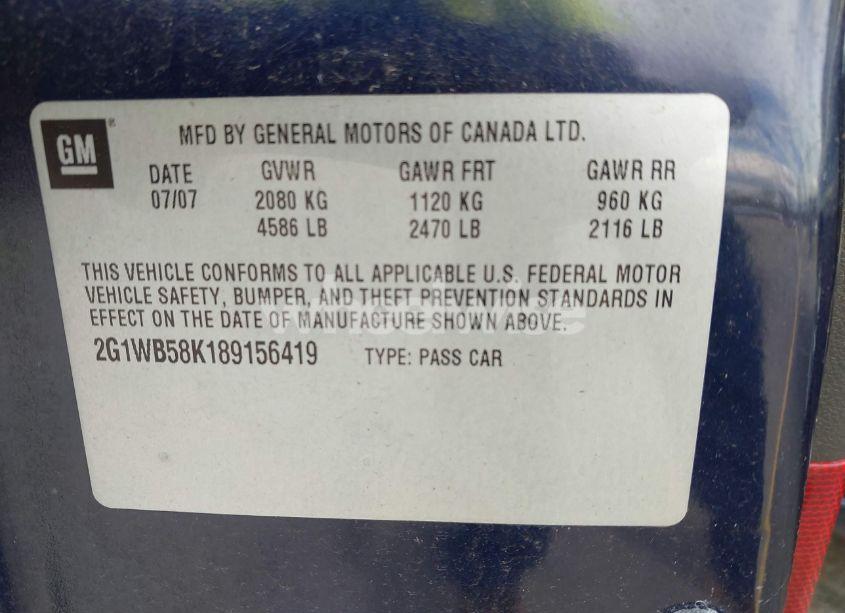 GM
MFD BY GENERAL MOTORS OF CANADA LTD.
DATE GVWR GAWR FRT GAWR RR
07/07 2080 KG 1120 KG 960 KG
4586 LB 2470 LB 2116 LB
THIS VEHICLE CONFORMS TO ALL APPLICABLE U.S. FEDERAL MOTOR
VEHICLE SAFETY, BUMPER, AND THEFT PREVENTION STANDARDS IN
EFFECT ON THE DATE OF MANUFACTURE SHOWN ABOVE.
2G1WB58K189156419 TYPE: PASS CAR